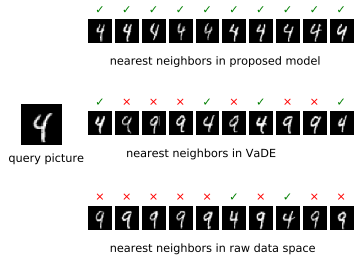 nearest neighbors in proposed model
query picture
nearest neighbors in VaDE
nearest neighbors in raw data space